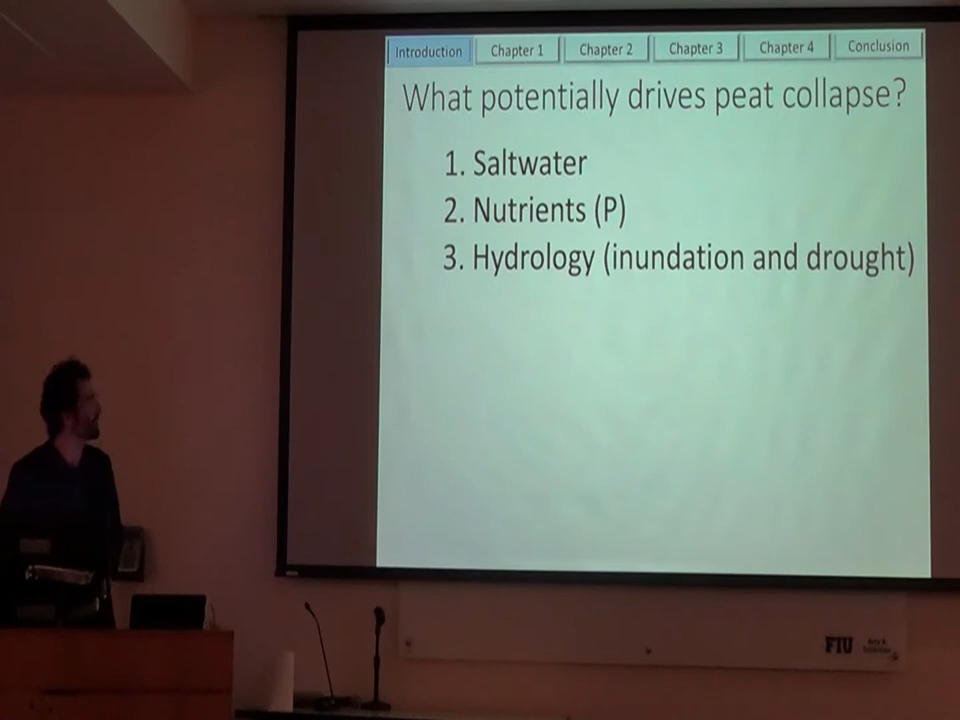 Introduction
Chapter 1
Chapter 2
Chapter 3
Chapter 4
Conclusion
What potentially drives peat collapse?
1. Saltwater
2. Nutrients (P)
3. Hydrology (inundation and drought)
FIU